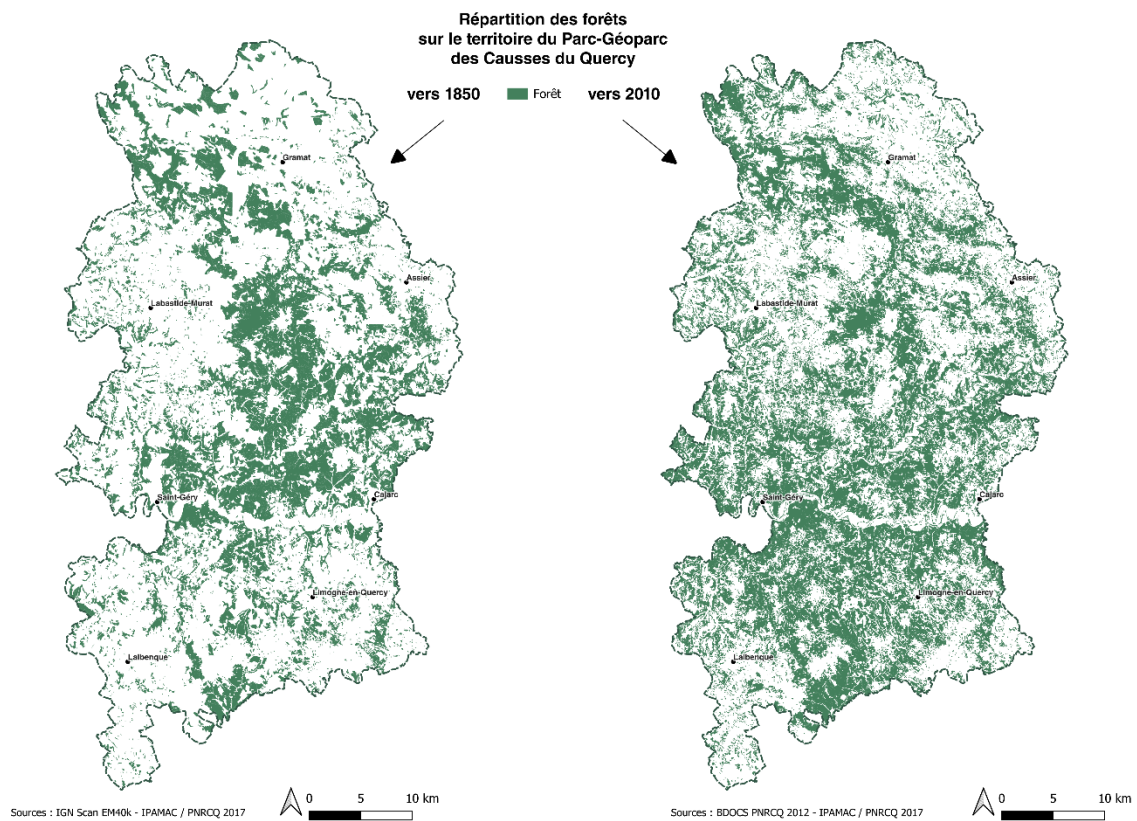 Répartition des forêts
sur le territoire du Parc-Géoparc
des Causses du Quercy
vers 1850 Forêt vers 2010
Gramat
Assier
Labastide-Murat
Saint-Géry
Cajarc
Limogne-en-Quercy
Lalbenque
Sources : IGN Scan EM40k - IPAMAC / PNRCQ 2017
0 5 10 km
Gramat
Assier
Labastide-Murat
Saint-Géry
Cajarc
Limogne-en-Quercy
Lalbenque
Sources : BDOCS PNRCQ 2012 - IPAMAC / PNRCQ 2017
0 5 10 km